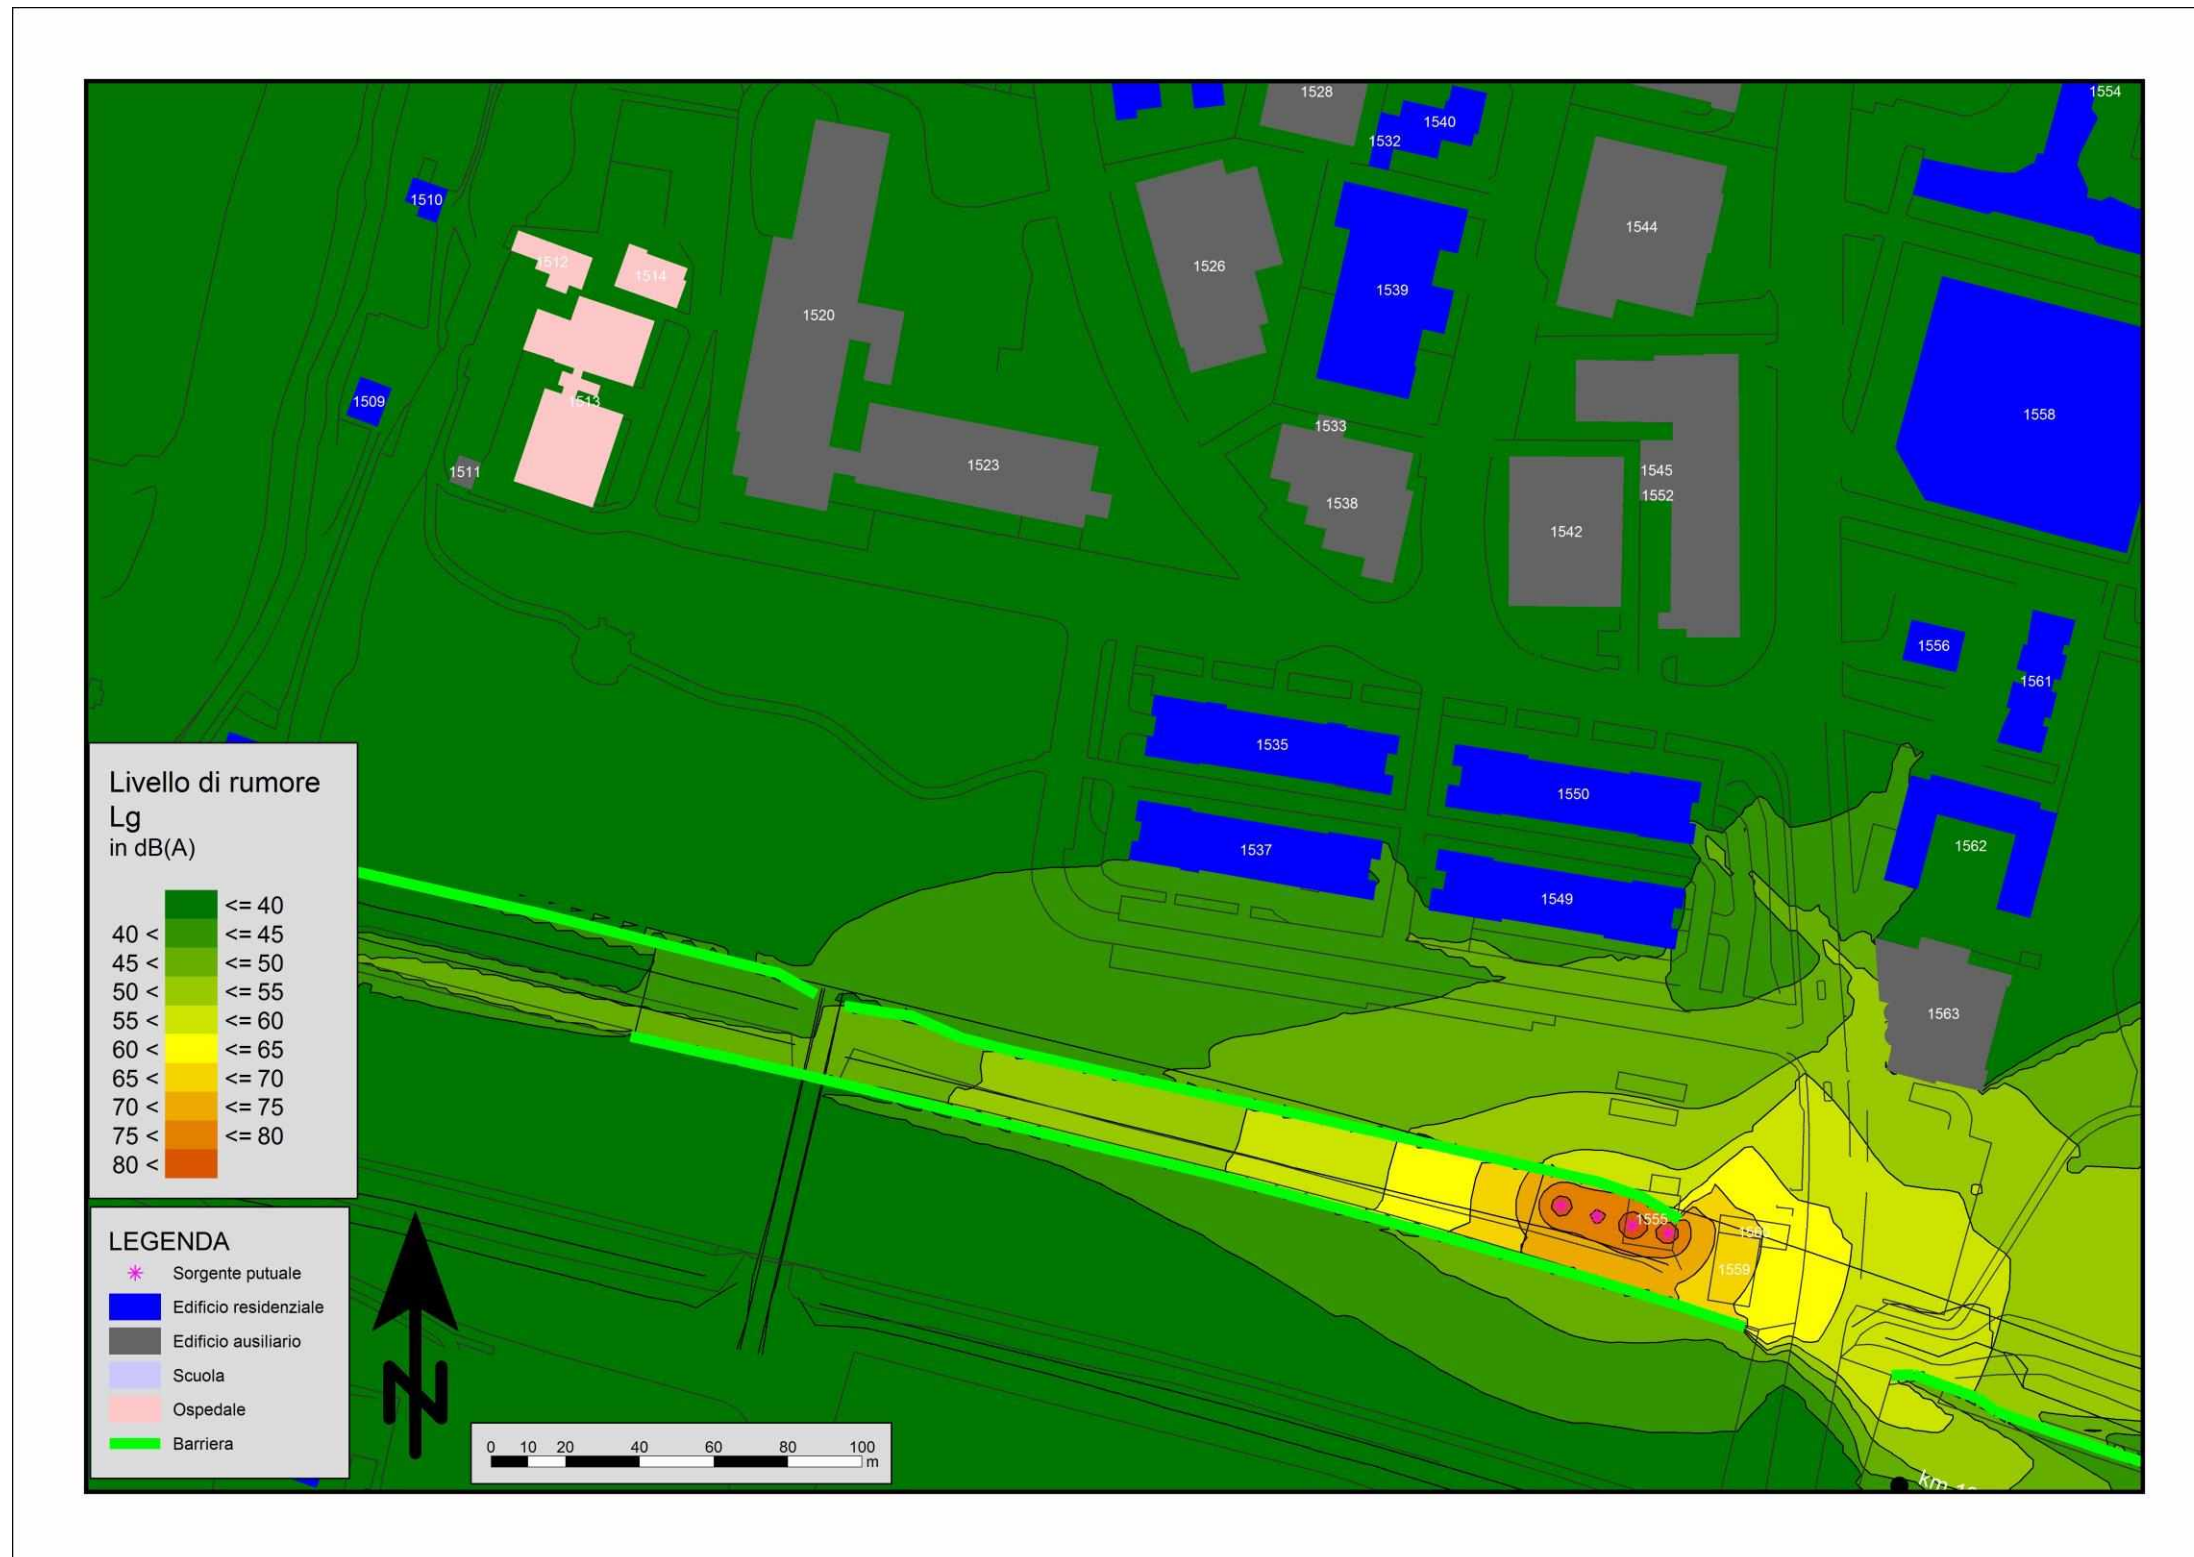 1528
1554
1540
1532
1510
1544
1512
1514
1526
1539
1520
1509
1513
1558
1533
1523
1511
1545
1552
1538
1542
1556
1561
1535
1550
1562
1537
1549
1563
1555
1559
Livello di rumore
Lg
in dB(A)
<= 40
40 < <= 45
45 < <= 50
50 < <= 55
55 < <= 60
60 < <= 65
65 < <= 70
70 < <= 75
75 < <= 80
80 <
LEGENDA
Sorgente putuale
Edificio residenziale
Edificio ausiliario
Scuola
Ospedale
Barriera
N
0 10 20 40 60 80 100
m
km